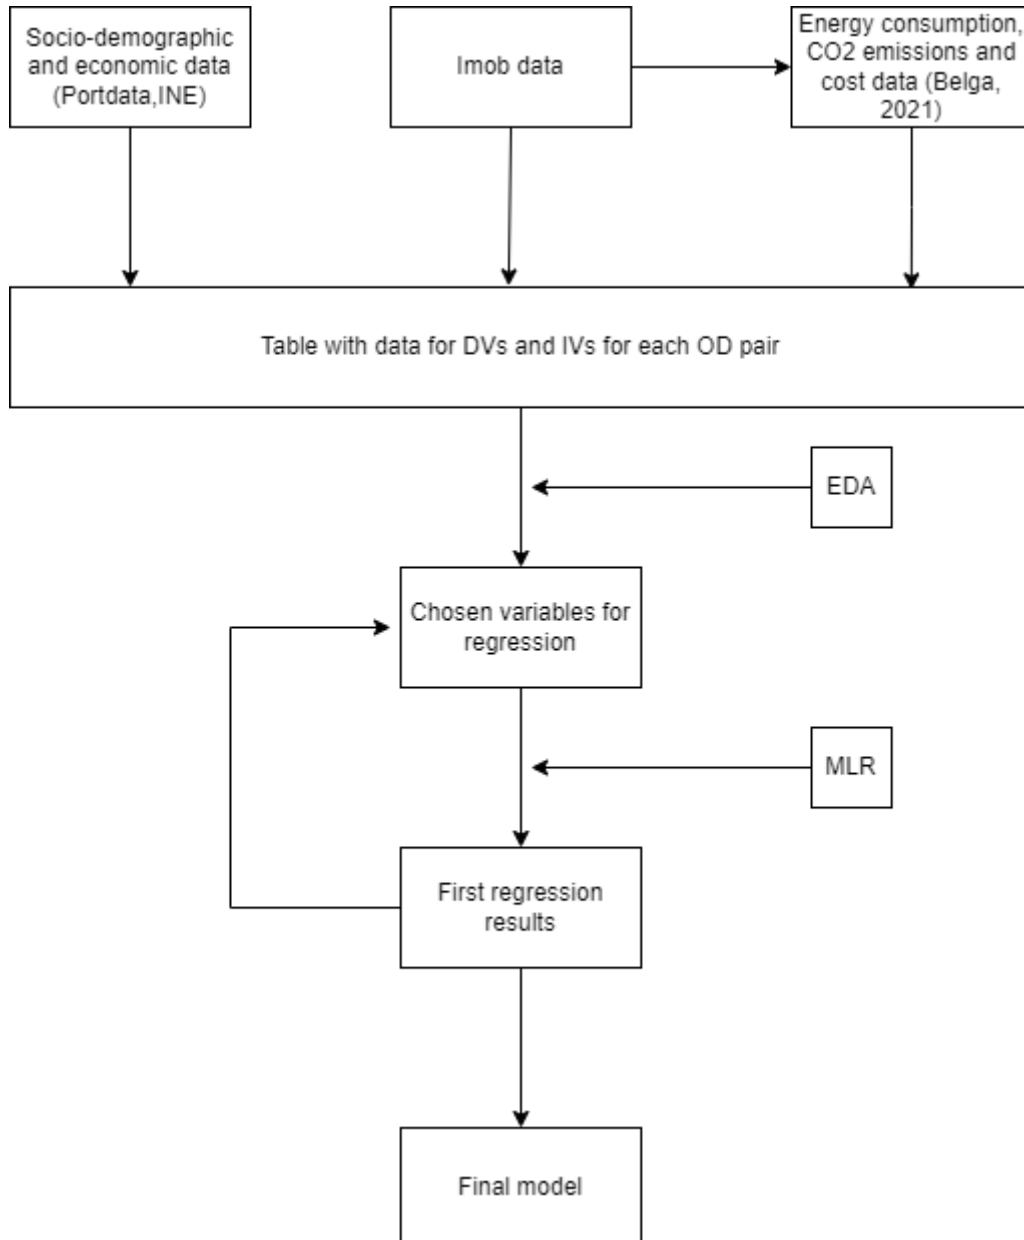 Socio-demographic
and economic data
(Portdata,INE)
Imob data
Energy consumption,
CO2 emissions and
cost data (Belga,
2021)
Table with data for DVs and IVs for each OD pair
EDA
Chosen variables for
regression
MLR
First regression
results
Final model